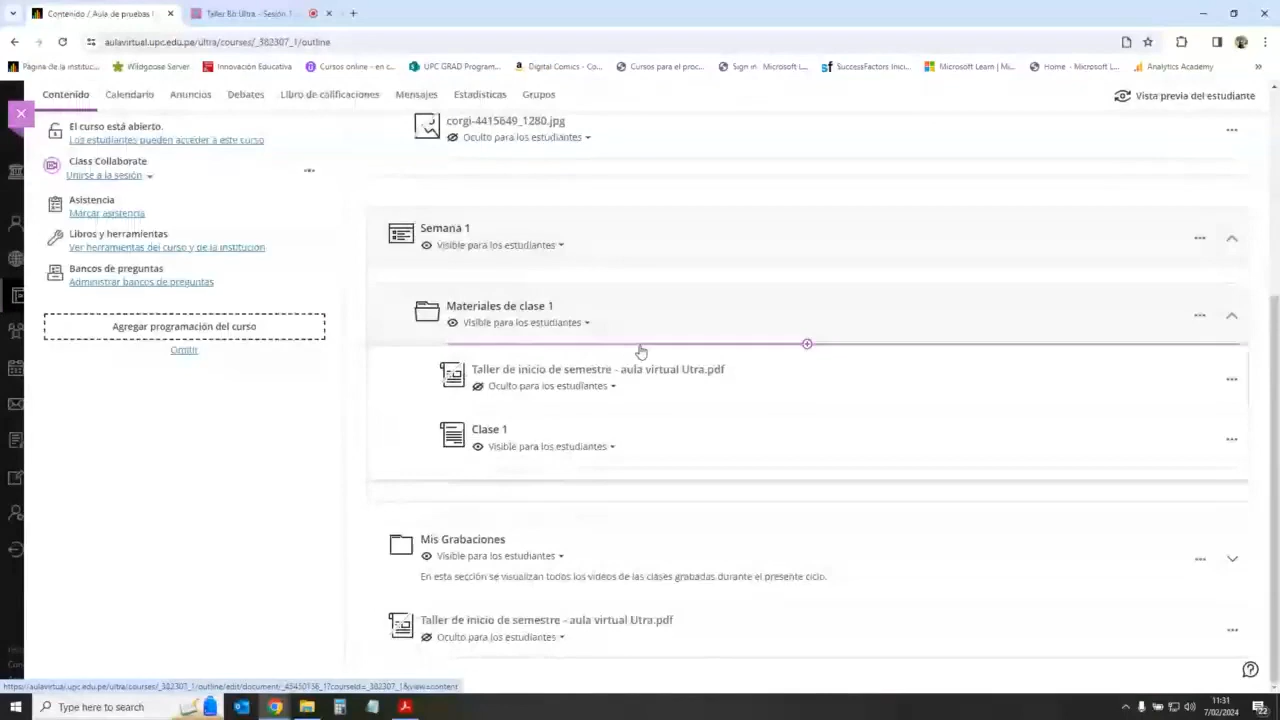 Contenido / Aula de pruebas
Taller Bb Ultra - Sesión 1
aulavirtual.upc.edu.pe/ultra/courses/_382307_1/outline
Página de la instituc...
Wildgoose Server
Innovación Educativa
Cursos online - en c...
UPC GRAD Program...
Digital Comics - Co...
Cursos para el proc...
Sign in · Microsoft L...
SuccessFactors Inici...
Microsoft Learn | Mi...
Home - Microsoft L...
Analytics Academy
Contenido
Calendario
Anuncios
Debates
Libro de calificaciones
Mensajes
Estadísticas
Grupos
Vista previa del estudiante
El curso está abierto.
Los estudiantes pueden acceder a este curso
Class Collaborate
Unirse a la sesión
Asistencia
Marcar asistencia
Libros y herramientas
Ver herramientas del curso y de la institución
Bancos de preguntas
Administrar bancos de preguntas
Agregar programación del curso
Omitir
corgi-4415649_1280.jpg
Oculto para los estudiantes
Semana 1
Visible para los estudiantes
Materiales de clase 1
Visible para los estudiantes
Taller de inicio de semestre - aula virtual Utra.pdf
Oculto para los estudiantes
Clase 1
Visible para los estudiantes
Mis Grabaciones
Visible para los estudiantes
En esta sección se visualizan todos los videos de las clases grabadas durante el presente ciclo.
Taller de inicio de semestre - aula virtual Utra.pdf
Oculto para los estudiantes
Type here to search
11:31
7/02/2024
22